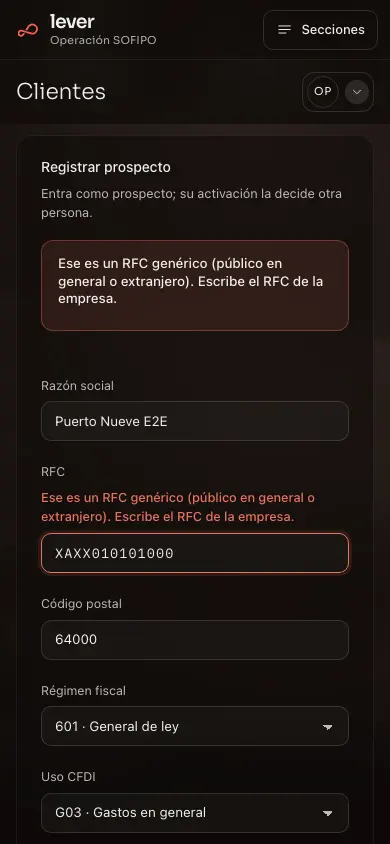 lever
Operación SOFIPO
Secciones
Clientes
OP
Registrar prospecto
Entra como prospecto; su activación la decide otra
persona.
Ese es un RFC genérico (público en
general o extranjero). Escribe el RFC de la
empresa.
Razón social
Puerto Nueve E2E
RFC
Ese es un RFC genérico (público en general o
extranjero). Escribe el RFC de la empresa.
XAXX010101000
Código postal
64000
Régimen fiscal
601 · General de ley
Uso CFDI
G03 · Gastos en general